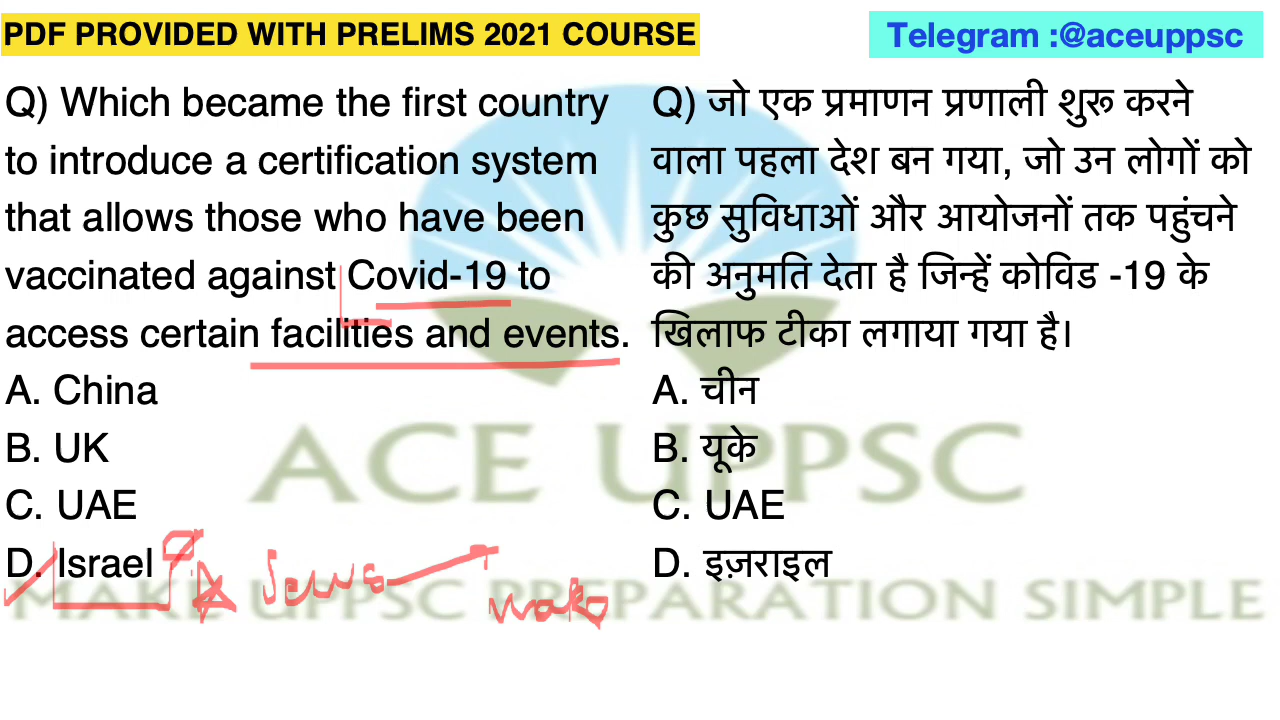 PDF PROVIDED WITH PRELIMS 2021 COURSE
Telegram :@aceuppsc
Q) Which became the first country
to introduce a certification system
that allows those who have been
vaccinated against Covid-19 to
access certain facilities and events.
A. China
B. UK
C. UAE
D. Israel
Q) जो एक प्रमाणन प्रणाली शुरू करने
वाला पहला देश बन गया, जो उन लोगों को
कुछ सुविधाओं और आयोजनों तक पहुंचने
की अनुमति देता है जिन्हें कोविड -19 के
खिलाफ टीका लगाया गया है।
A. चीन
B. यूके
C. UAE
D. इज़राइल
ACE UPPSC
MAKE UPPSC PREPARATION SIMPLE